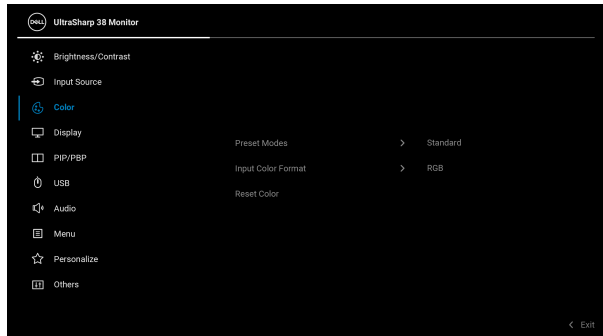 DELL
UltraSharp 38 Monitor
Brightness/Contrast
Input Source
Color
Display
Preset Modes > Standard
PIP/PBP
Input Color Format > RGB
USB
Reset Color
Audio
Menu
Personalize
Others
< Exit